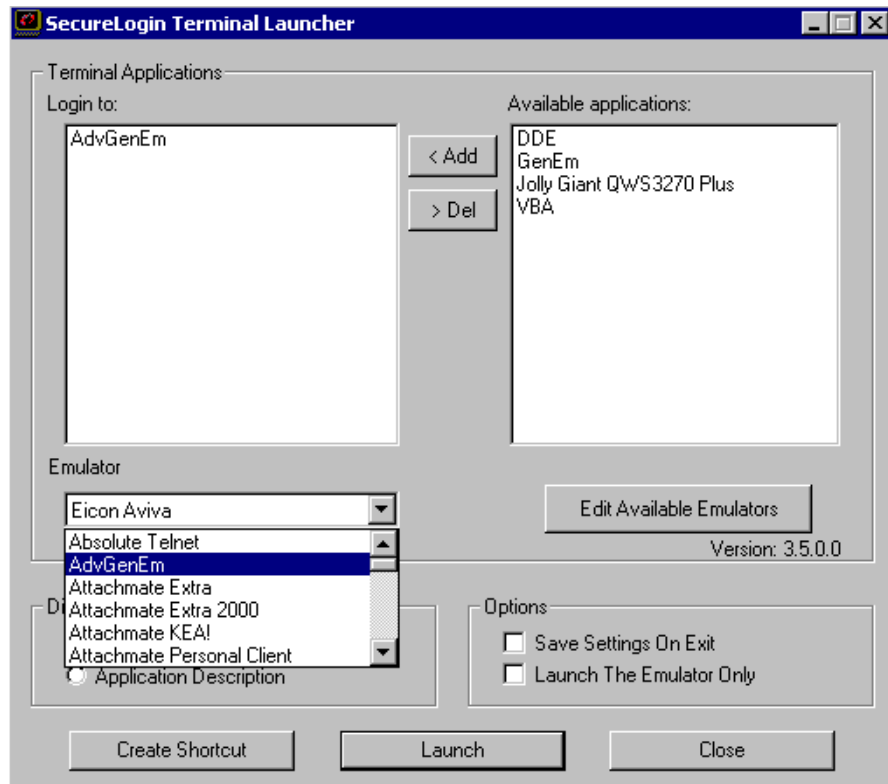 SecureLogin Terminal Launcher
Terminal Applications
Login to:
Available applications:
AdvGenEm
< Add
> Del
DDE
GenEm
Jolly Giant QWS3270 Plus
VBA
Emulator
Eicon Aviva
Edit Available Emulators
Version: 3.5.0.0
Absolute Telnet
AdvGenEm
Attachmate Extra
Attachmate Extra 2000
Attachmate KEA!
Attachmate Personal Client
Di
Application Description
Options
Save Settings On Exit
Launch The Emulator Only
Create Shortcut
Launch
Close